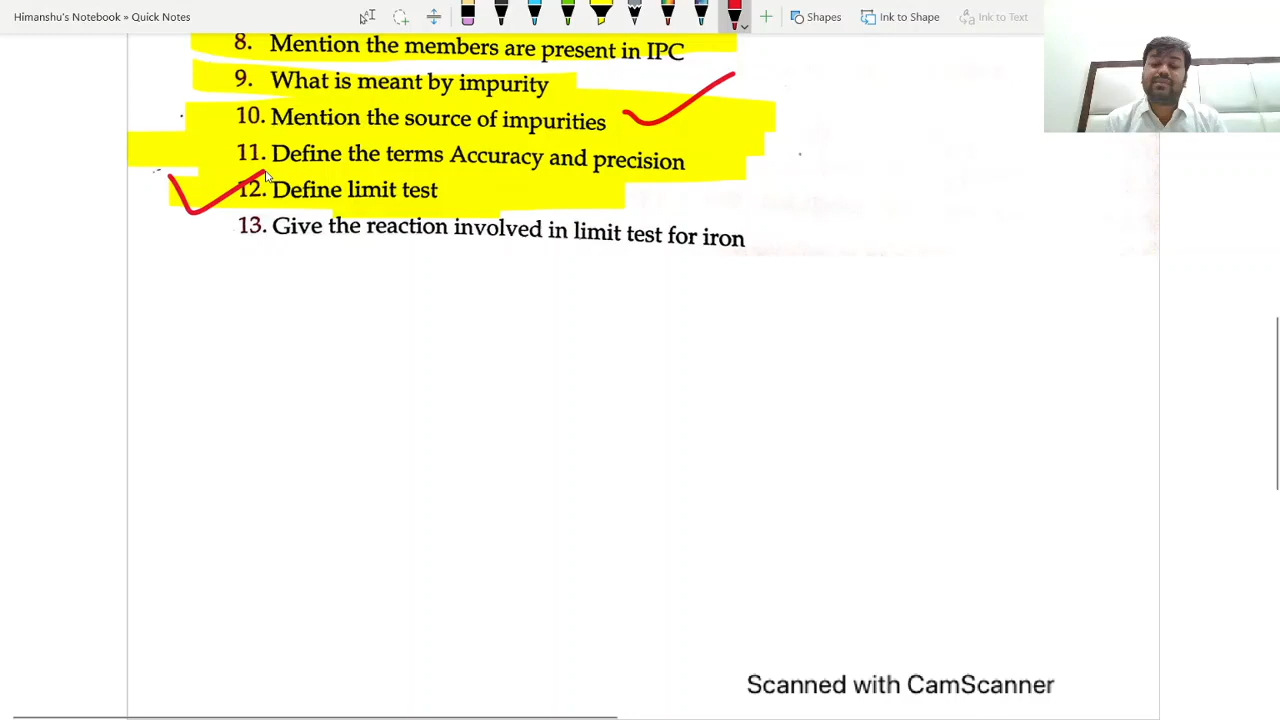 Himanshu's Notebook » Quick Notes
Shapes
Ink to Shape
Ink to Text
8. Mention the members are present in IPC
9. What is meant by impurity
10. Mention the source of impurities
11. Define the terms Accuracy and precision
12. Define limit test
13. Give the reaction involved in limit test for iron
Scanned with CamScanner